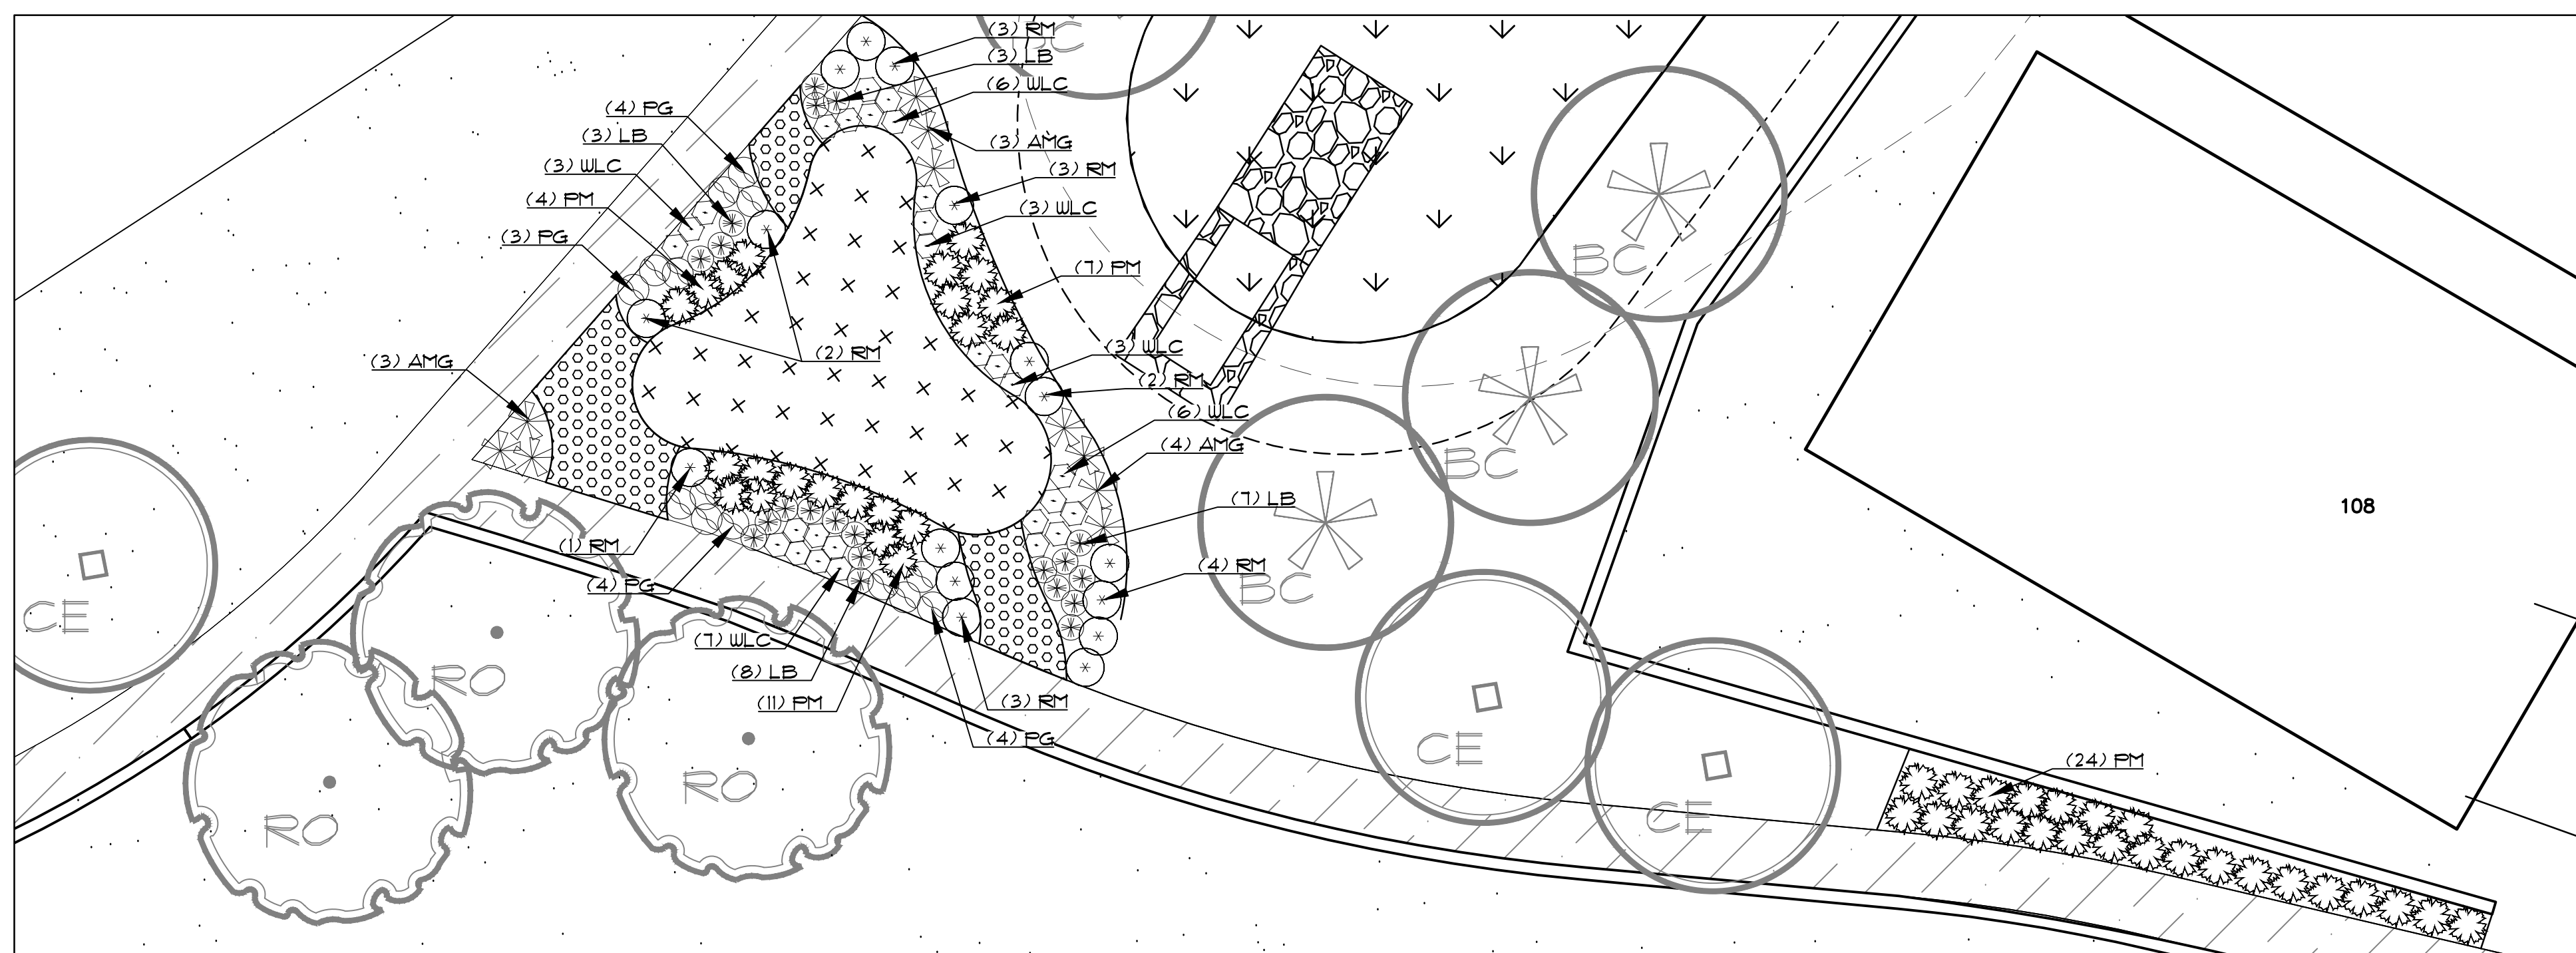 (3) RM
BC
(3) LB
(6) WLC
(4) PG
(3) LB
(3) AMG
(3) WLC
(3) RM
(4) PM
(3) WLC
(3) PG
BC
(7) PM
(3) WLC
(2) RM
(3) AMG
(2) RM
(6) WLC
(4) AMG
BC
(7) LB
108
(1) RM
(4) RM
(4) PG
BC
CE
(7) WLC
(8) LB
RO
(11) PM
(3) RM
(4) PG
CE
(24) PM
RO
CE
RO